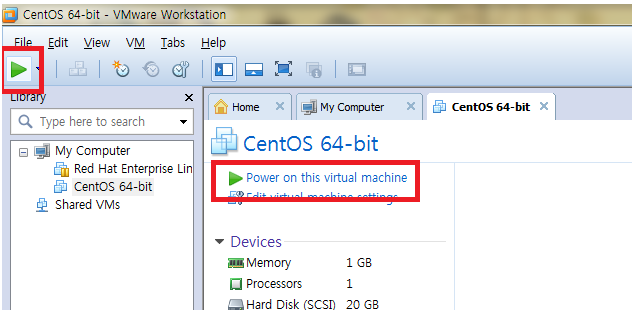 CentOS 64-bit - VMware Workstation
File Edit View VM Tabs Help
Library
Type here to search
My Computer
Red Hat Enterprise Lin
CentOS 64-bit
Shared VMs
Home My Computer CentOS 64-bit
CentOS 64-bit
Power on this virtual machine
Edit virtual machine settings
Devices
Memory 1 GB
Processors 1
Hard Disk (SCSI) 20 GB